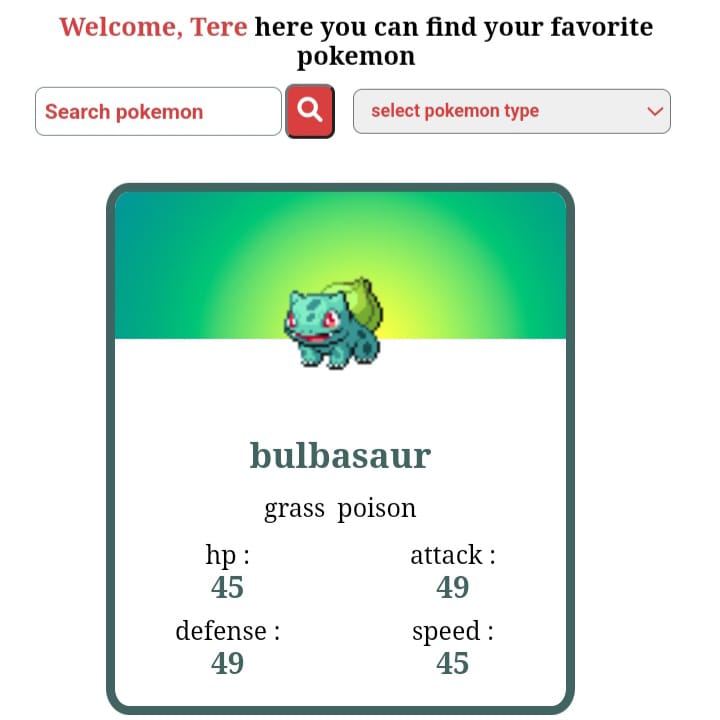 Welcome, Tere here you can find your favorite
pokemon
Search pokemon
select pokemon type
bulbasaur
grass poison
hp :
45
attack :
49
defense :
49
speed :
45